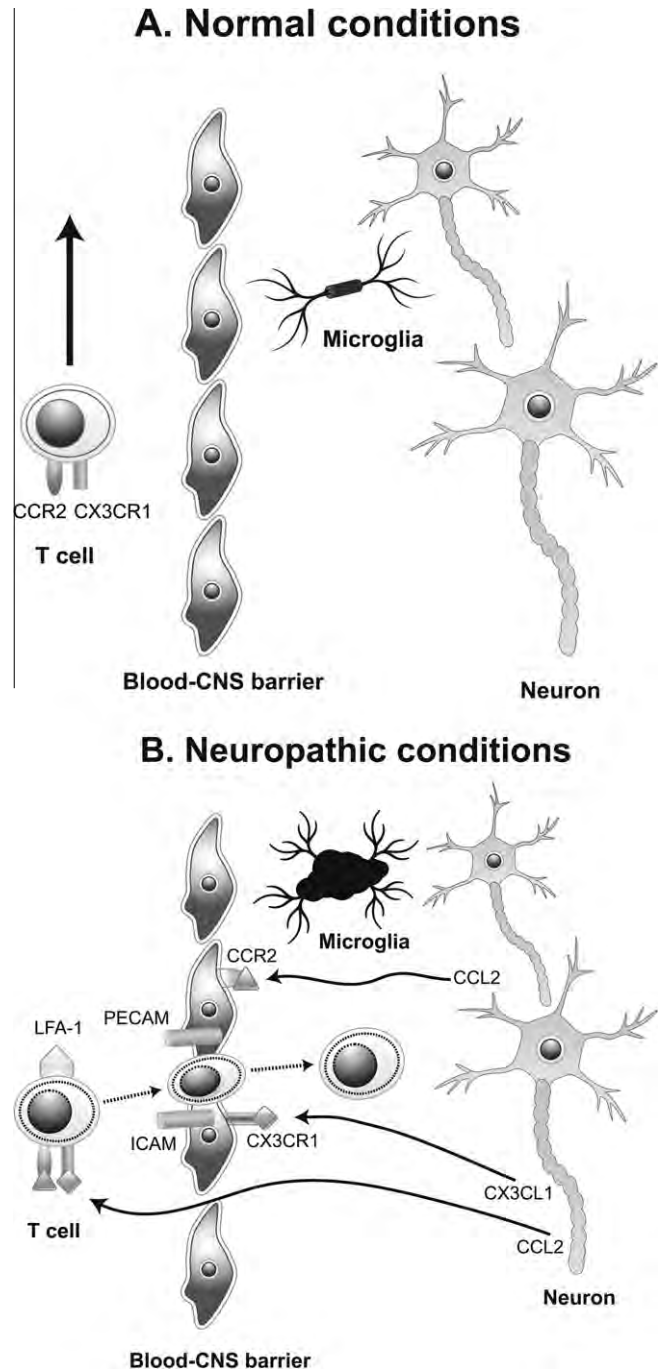 A. Normal conditions
Microglia
CCR2 CX3CR1
T cell
Blood-CNS barrier
Neuron
B. Neuropathic conditions
Microglia
CCR2
CCL2
PECAM
LFA-1
ICAM
CX3CR1
CX3CL1
T cell
CCL2
Neuron
Blood-CNS barrier